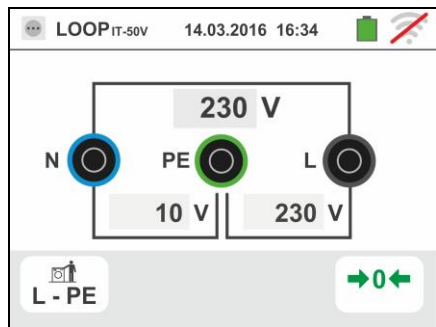 LOOP IT-50V 14.03.2016 16:34
230 V
N PE L
10 V 230 V
L - PE →0←